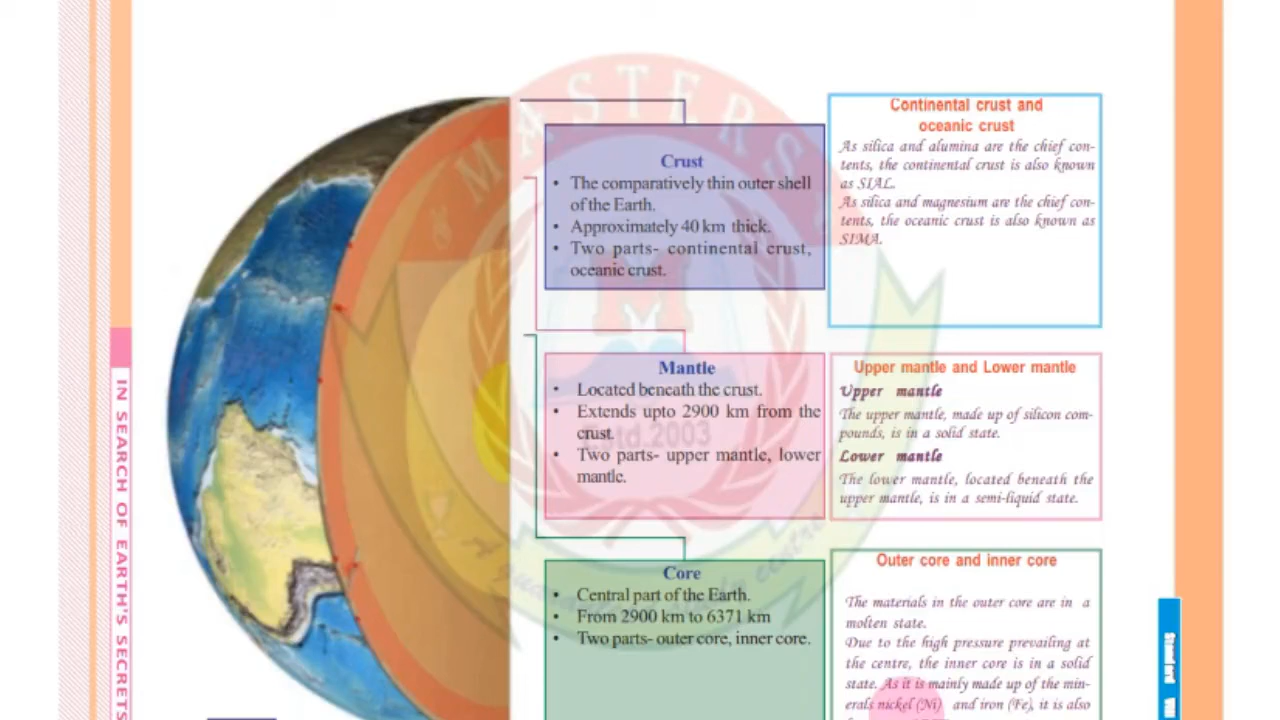 MASTERS
Crust
• The comparatively thin outer shell
of the Earth.
• Approximately 40 km thick.
• Two parts- continental crust,
oceanic crust.
Continental crust and
oceanic crust
As silica and alumina are the chief con-
tents, the continental crust is also known
as SIAL.
As silica and magnesium are the chief con-
tents, the oceanic crust is also known as
SIMA.
Mantle
• Located beneath the crust.
• Extends upto 2900 km from the
crust.
• Two parts- upper mantle, lower
mantle.
Estd.2003
Upper mantle and Lower mantle
Upper mantle
The upper mantle, made up of silicon com-
pounds, is in a solid state.
Lower mantle
The lower mantle, located beneath the
upper mantle, is in a semi-liquid state.
Core
• Central part of the Earth.
• From 2900 km to 6371 km
• Two parts- outer core, inner core.
Outer core and inner core
The materials in the outer core are in a
molten state.
Due to the high pressure prevailing at
the centre, the inner core is in a solid
state. As it is mainly made up of the min-
erals nickel (Ni) and iron (Fe), it is also
IN SEARCH OF EARTH'S SECRETS
Standard VIII